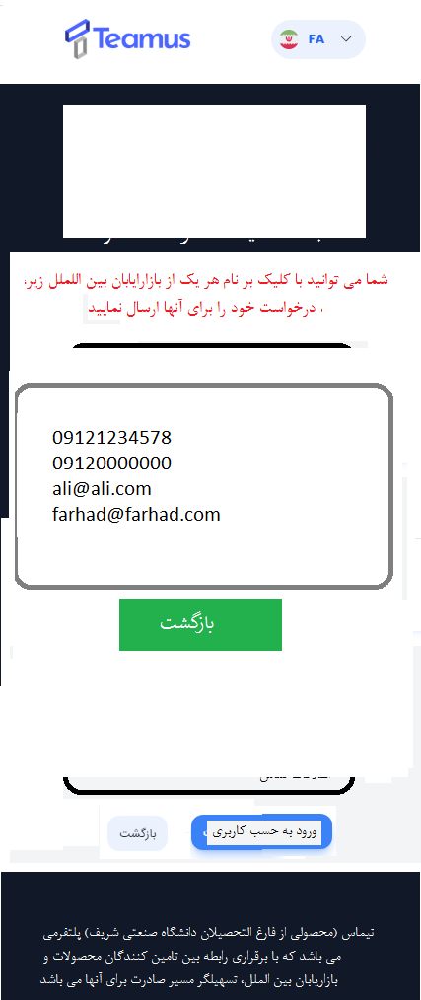 Teamus
FA
شما می توانید با کلیک بر نام هر یک از بازارایابان بین اللملل زیر،
، درخواست خود را برای آنها ارسال نمایید
09121234578
09120000000
ali@ali.com
farhad@farhad.com
بازگشت
ورود به حسب کاربری
بازگشت
تیماس (محصولی از فارغ التحصیلان دانشگاه صنعتی شریف) پلتفرمی
می باشد که با برقراری رابطه بین تامین کنندگان محصولات و
بازاریابان بین الملل، تسهیلگر مسیر صادرت برای آنها می باشد